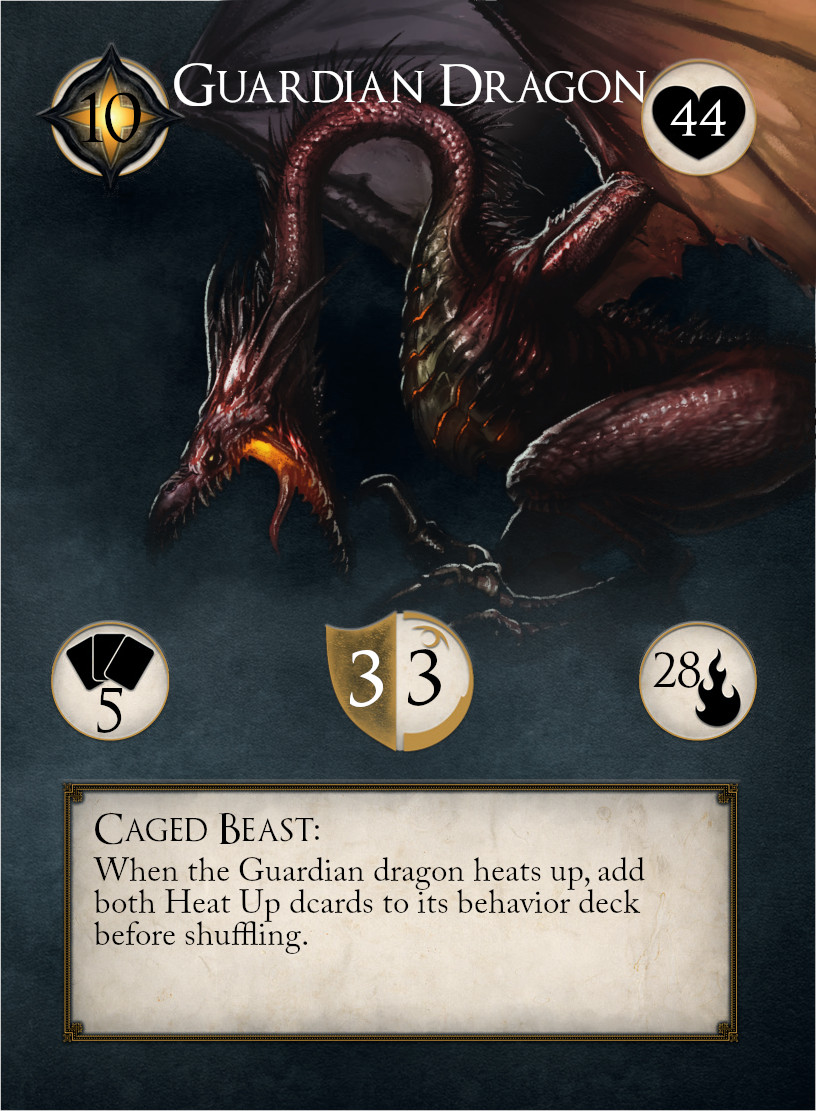 10
GUARDIAN DRAGON
44
5
3 3
28
CAGED BEAST:
When the Guardian dragon heats up, add
both Heat Up dcards to its behavior deck
before shuffling.